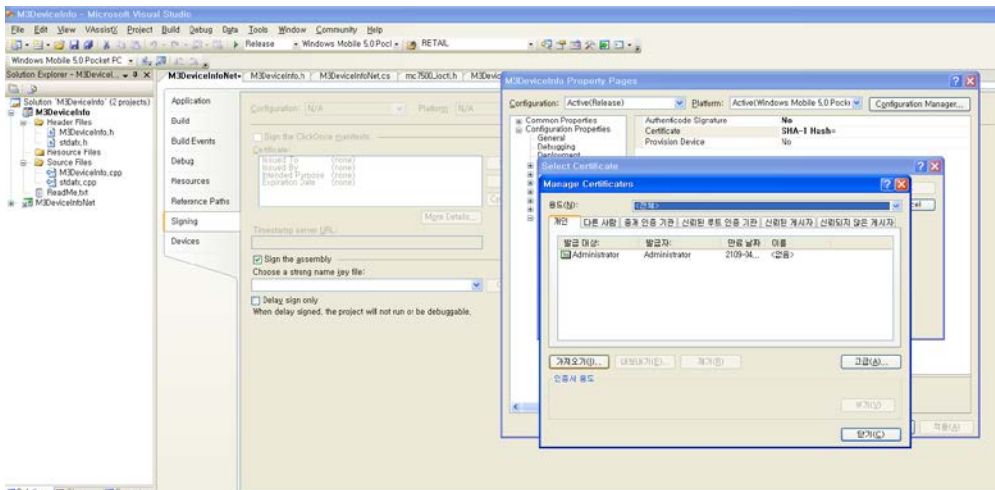 M3DeviceInfo - Microsoft Visual Studio
File Edit View VAssistX Project Build Debug Data Tools Window Community Help
Release Windows Mobile 5.0 Pock RETAIL
Windows Mobile 5.0 Pocket PC
Solution Explorer - M3DeviceI...
Solution 'M3DeviceInfo' (2 projects)
M3DeviceInfo
Header Files
M3DeviceInfo.h
stdafx.h
Resource Files
Source Files
M3DeviceInfo.cpp
stdafx.cpp
ReadMe.txt
M3DeviceInfoNet
M3DeviceInfoNet* M3DeviceInfo.h M3DeviceInfoNet.cs mc7500_ioctl.h M3Devic
Application
Build
Build Events
Debug
Resources
Reference Paths
Signing
Devices
Configuration: N/A Platform: N/A
Sign the ClickOnce manifests
Certificate:
Issued To (none)
Issued By (none)
Intended Purpose (none)
Expiration Date (none)
More Details...
Timestamp server URL:
Sign the assembly
Choose a strong name key file:
Delay sign only
When delay signed, the project will not run or be debuggable.
M3DeviceInfo Property Pages
Configuration: Active(Release) Platform: Active(Windows Mobile 5.0 Pocke Configuration Manager...
Common Properties
Configuration Properties
General
Debugging
Deployment
Authenticode Signature No
Certificate SHA-1 Hash=
Provision Device No
Select Certificate
Manage Certificates
용도(N): <전체>
개인 다른 사람 중개 인증 기관 신뢰된 루트 인증 기관 신뢰된 게시자 신뢰되지 않은 게시자
발급 대상: 발급자: 만료 날짜 이름
Administrator Administrator 2109-04... <없음>
가져오기(I)... 내보내기(E)... 제거(R) 고급(A)...
인증서 용도
보기(V)
닫기(C)
적용(A)